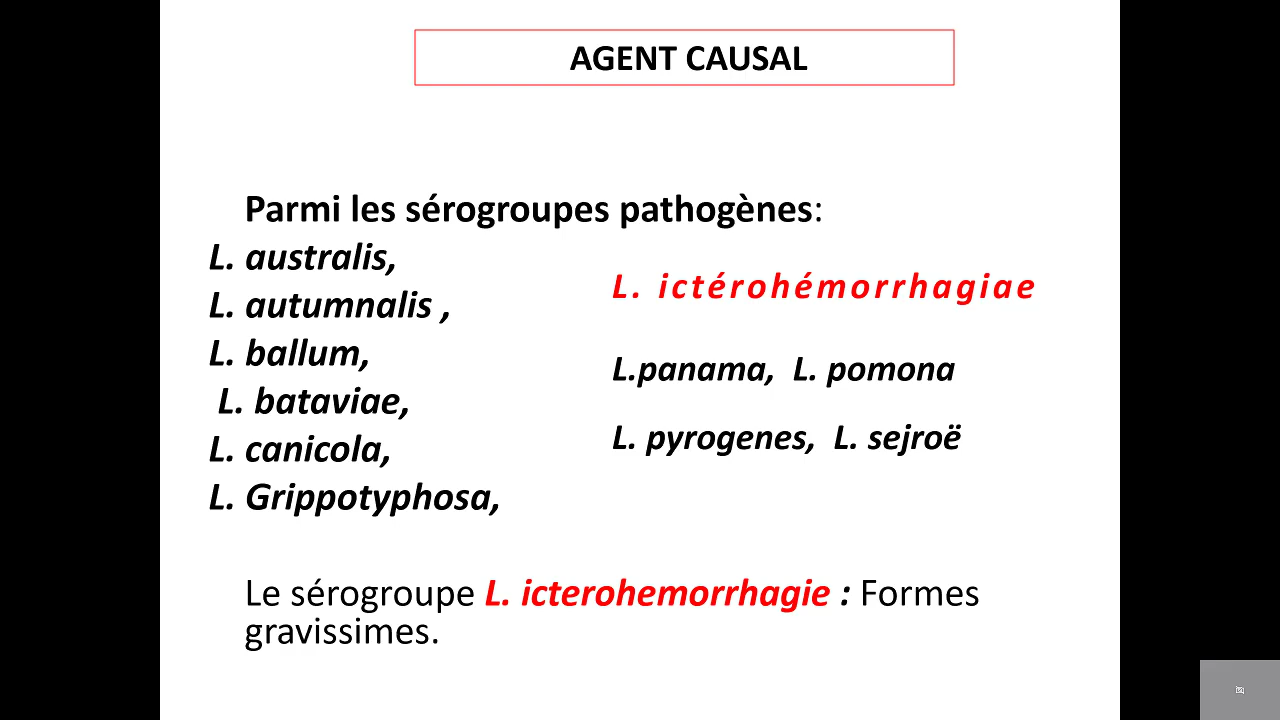 AGENT CAUSAL
Parmi les sérogroupes pathogènes:
L. australis,
L. autumnalis ,
L. ballum,
L. bataviae,
L. canicola,
L. Grippotyphosa,
L. ictérohémorrhagiae
L.panama, L. pomona
L. pyrogenes, L. sejroë
Le sérogroupe L. icterohemorrhagie : Formes
gravissimes.